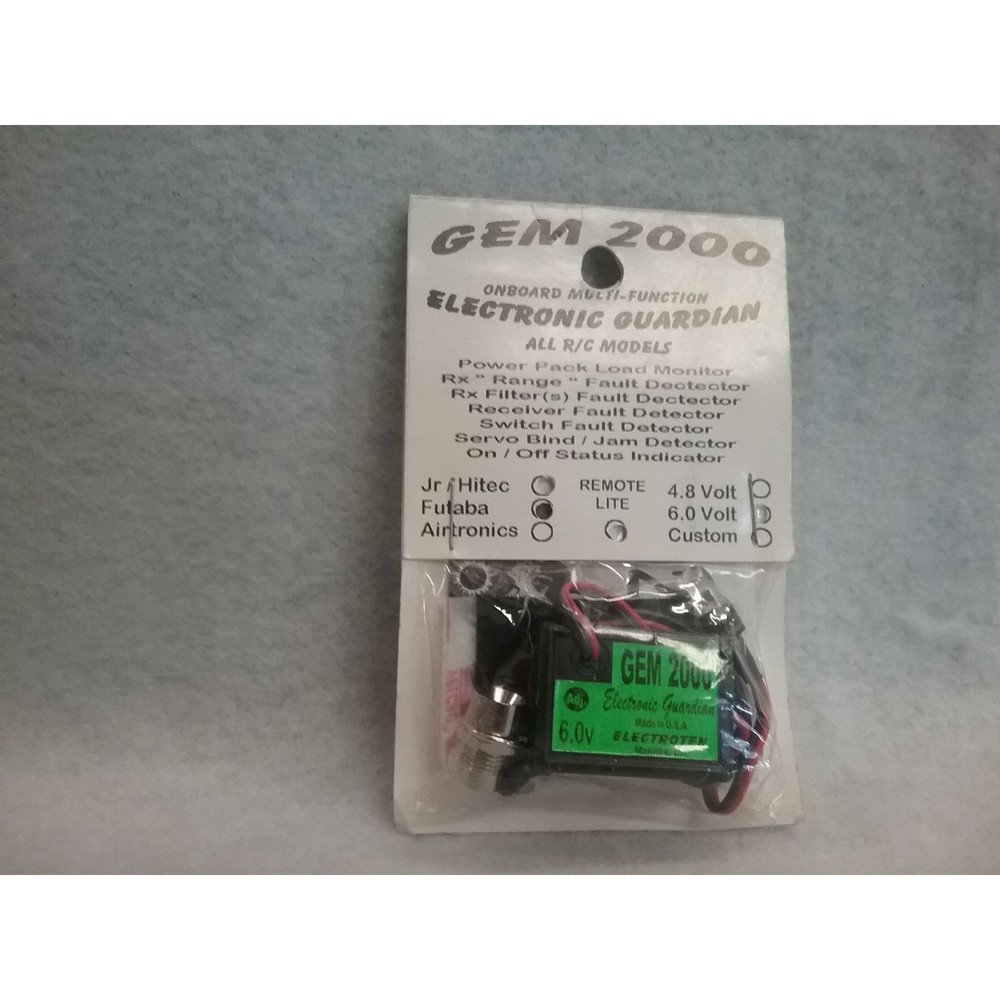 GEM 2000
ONBOARD MULTI-FUNCTION
ELECTRONIC GUARDIAN
ALL R/C MODELS
Power Pack Load Monitor
Rx " Range " Fault Dectector
Rx Filter(s) Fault Dectector
Receiver Fault Detector
Switch Fault Detector
Servo Bind / Jam Detector
On / Off Status Indicator
Jr / Hitec
Futaba
Airtronics
REMOTE
LITE
4.8 Volt
6.0 Volt
Custom
GEM 2000
Adj.
Electronic Guardian
Made in U.S.A.
6.0v
ELECTROTEK